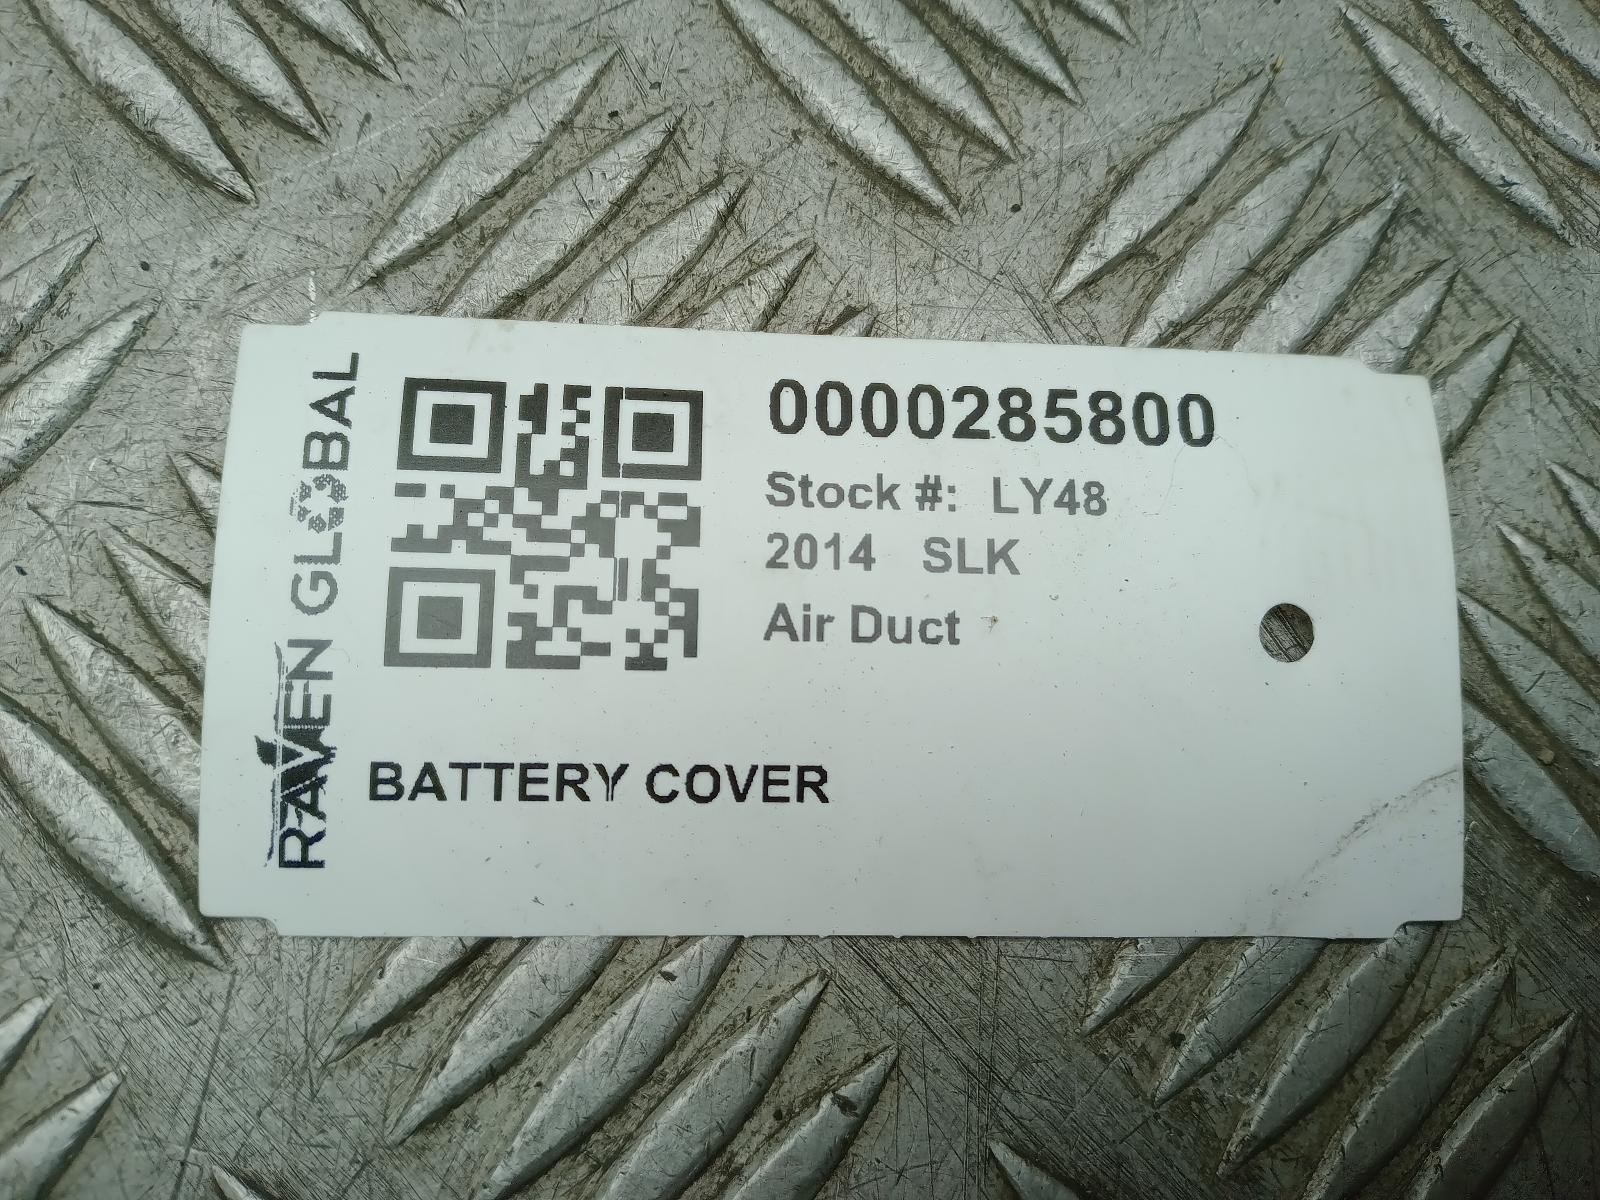 RAVEN GLOBAL
0000285800
Stock #: LY48
2014 SLK
Air Duct
BATTERY COVER